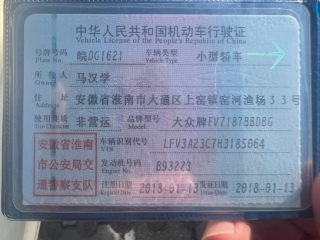 中华人民共和国机动车行驶证
Vehicle License of the People's Republic of China
号牌号码 皖DG1621 车辆类型 小型轿车
Plate No. Vehicle Type
所有人 马汉学
Owner
住址 安徽省淮南市大通区上窑镇窑河渔场33号
Address
使用性质 非营运 品牌型号 大众牌FV7187BBDBG
Use Character Model
安徽省淮南
市公安局交
通警察支队
车辆识别代号 LFV3A23C7H3185064
VIN
发动机号码 B93223
Engine No.
注册日期 2018-01-13 发证日期 2018-01-13
Register Date Issue Date